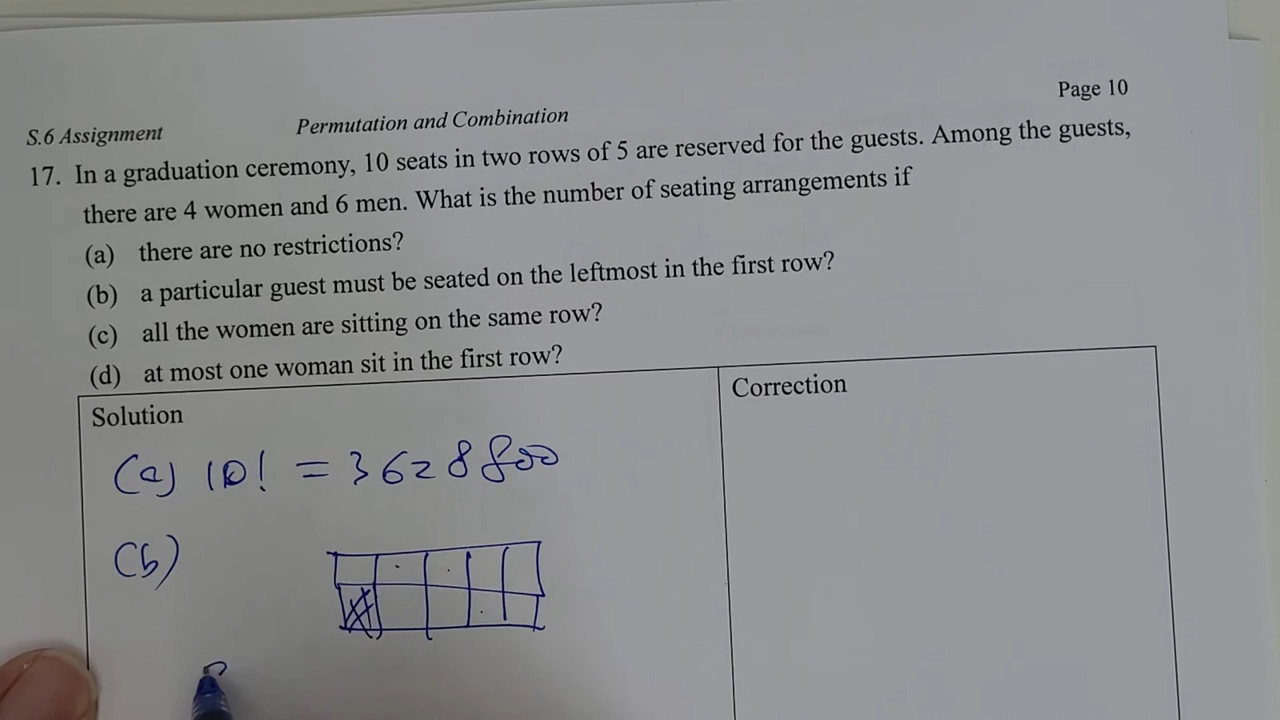 Page 10
S.6 Assignment Permutation and Combination
17. In a graduation ceremony, 10 seats in two rows of 5 are reserved for the guests. Among the guests,
there are 4 women and 6 men. What is the number of seating arrangements if
(a) there are no restrictions?
(b) a particular guest must be seated on the leftmost in the first row?
(c) all the women are sitting on the same row?
(d) at most one woman sit in the first row?
Solution
Correction
(a) 10! = 3628800
(b)